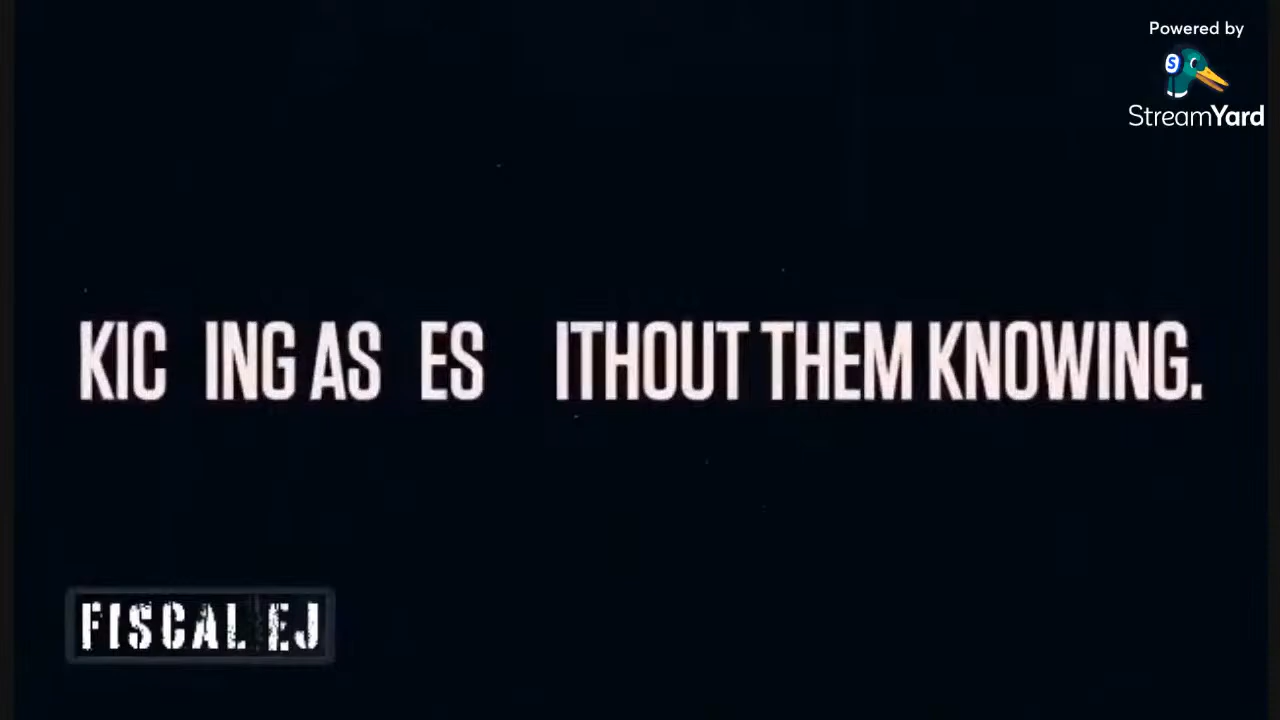 Powered by
S
StreamYard
KIC ING AS ES ITHOUT THEM KNOWING.
FISCAL EJ